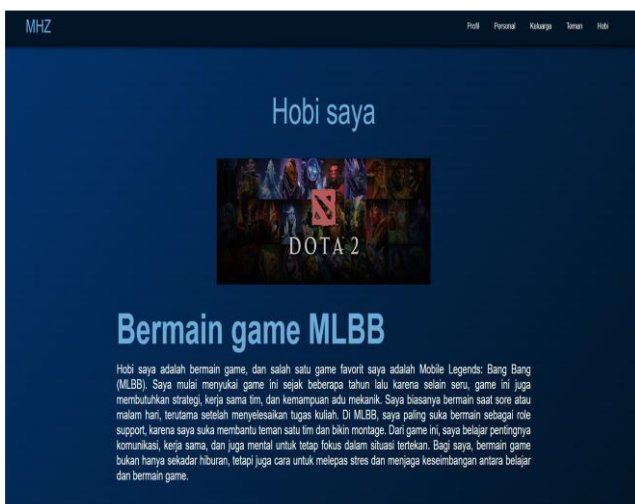 MHZ
Profil Personal Keluarga Teman Hobi
Hobi saya
DOTA 2
Bermain game MLBB
Hobi saya adalah bermain game, dan salah satu game favorit saya adalah Mobile Legends: Bang Bang
(MLBB). Saya mulai menyukai game ini sejak beberapa tahun lalu karena selain seru, game ini juga
membutuhkan strategi, kerja sama tim, dan kemampuan adu mekanik. Saya biasanya bermain saat sore atau
malam hari, terutama setelah menyelesaikan tugas kuliah. Di MLBB, saya paling suka bermain sebagai role
support, karena saya suka membantu teman satu tim dan bikin montage. Dari game ini, saya belajar pentingnya
komunikasi, kerja sama, dan juga mental untuk tetap fokus dalam situasi tertekan. Bagi saya, bermain game
bukan hanya sekadar hiburan, tetapi juga cara untuk melepas stres dan menjaga keseimbangan antara belajar
dan bermain game.